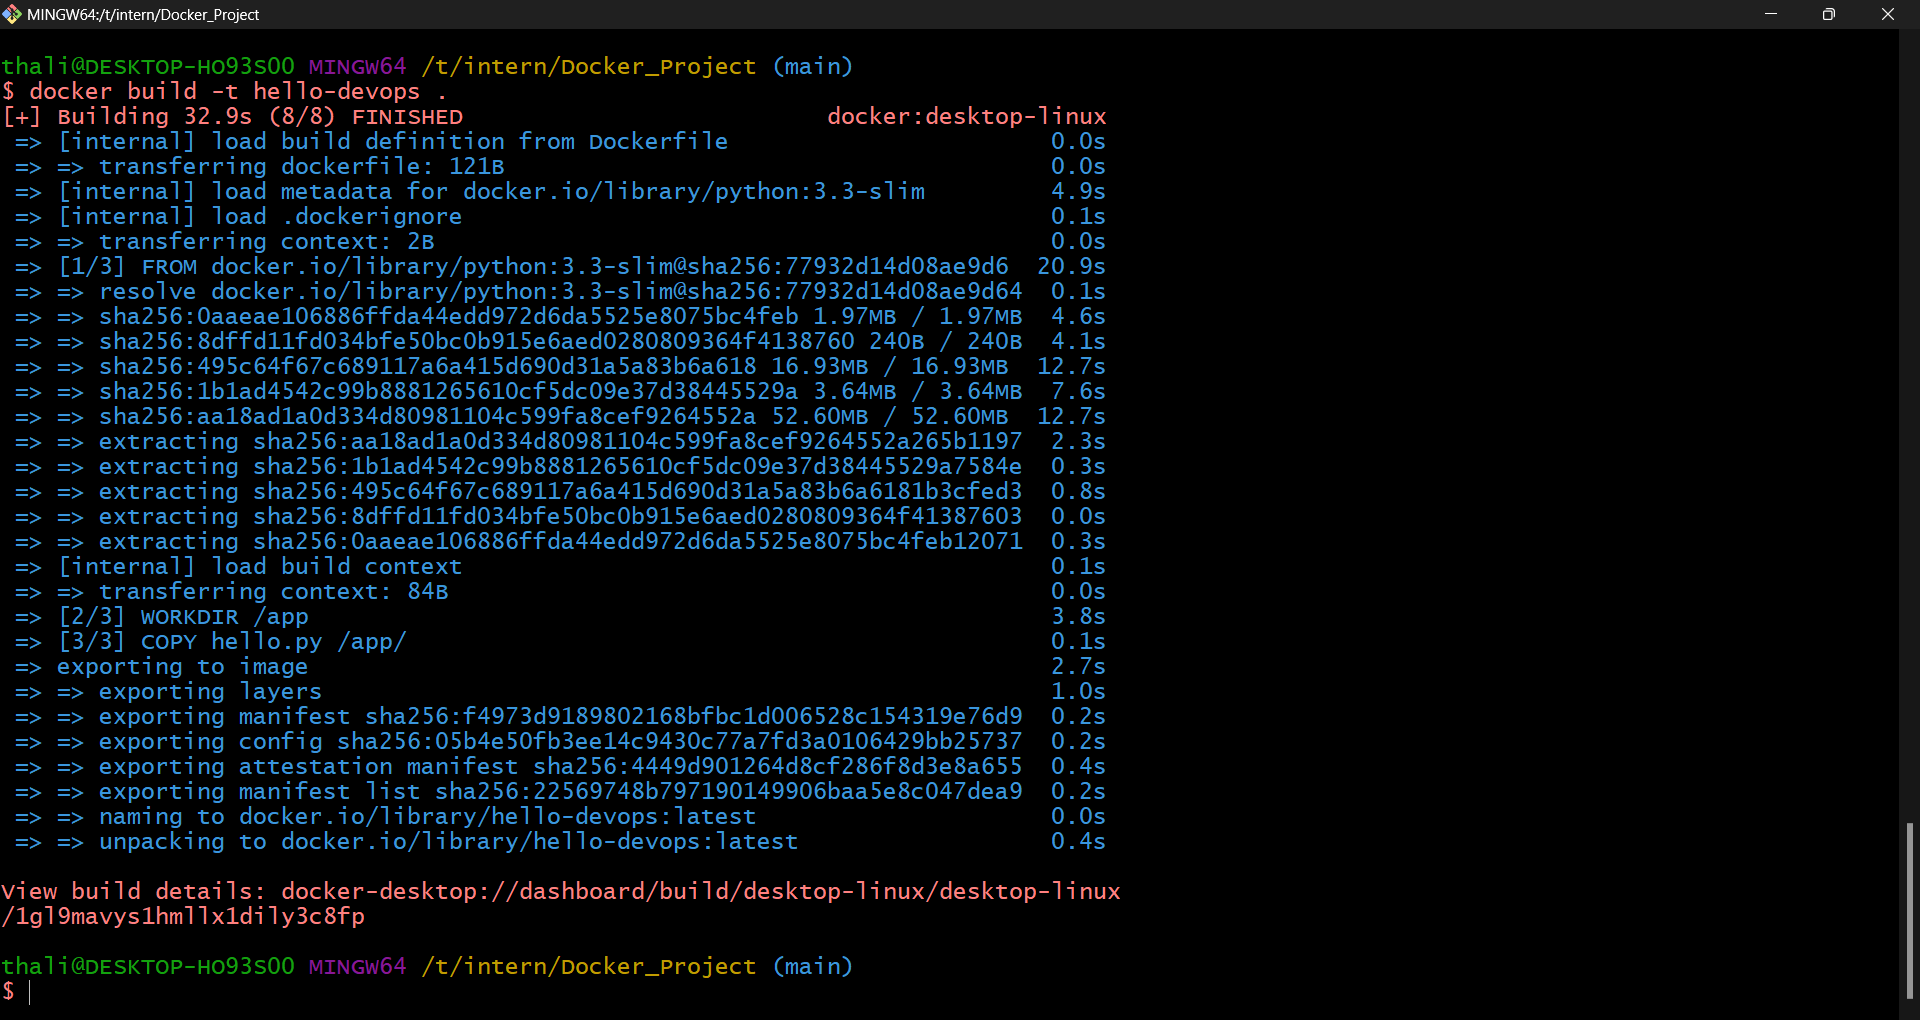 MINGW64:/t/intern/Docker_Project
thali@DESKTOP-HO93S00 MINGW64 /t/intern/Docker_Project (main)
$ docker build -t hello-devops .
[+] Building 32.9s (8/8) FINISHED docker:desktop-linux
=> [internal] load build definition from Dockerfile 0.0s
=> => transferring dockerfile: 121B 0.0s
=> [internal] load metadata for docker.io/library/python:3.3-slim 4.9s
=> [internal] load .dockerignore 0.1s
=> => transferring context: 2B 0.0s
=> [1/3] FROM docker.io/library/python:3.3-slim@sha256:77932d14d08ae9d6 20.9s
=> => resolve docker.io/library/python:3.3-slim@sha256:77932d14d08ae9d64 0.1s
=> => sha256:0aaeae106886ffda44edd972d6da5525e8075bc4feb 1.97MB / 1.97MB 4.6s
=> => sha256:8dffd11fd034bfe50bc0b915e6aed0280809364f4138760 240B / 240B 4.1s
=> => sha256:495c64f67c689117a6a415d690d31a5a83b6a618 16.93MB / 16.93MB 12.7s
=> => sha256:1b1ad4542c99b8881265610cf5dc09e37d38445529a 3.64MB / 3.64MB 7.6s
=> => sha256:aa18ad1a0d334d80981104c599fa8cef9264552a 52.60MB / 52.60MB 12.7s
=> => extracting sha256:aa18ad1a0d334d80981104c599fa8cef9264552a265b1197 2.3s
=> => extracting sha256:1b1ad4542c99b8881265610cf5dc09e37d38445529a7584e 0.3s
=> => extracting sha256:495c64f67c689117a6a415d690d31a5a83b6a6181b3cfed3 0.8s
=> => extracting sha256:8dffd11fd034bfe50bc0b915e6aed0280809364f41387603 0.0s
=> => extracting sha256:0aaeae106886ffda44edd972d6da5525e8075bc4feb12071 0.3s
=> [internal] load build context 0.1s
=> => transferring context: 84B 0.0s
=> [2/3] WORKDIR /app 3.8s
=> [3/3] COPY hello.py /app/ 0.1s
=> exporting to image 2.7s
=> => exporting layers 1.0s
=> => exporting manifest sha256:f4973d9189802168bfbc1d006528c154319e76d9 0.2s
=> => exporting config sha256:05b4e50fb3ee14c9430c77a7fd3a0106429bb25737 0.2s
=> => exporting attestation manifest sha256:4449d901264d8cf286f8d3e8a655 0.4s
=> => exporting manifest list sha256:22569748b797190149906baa5e8c047dea9 0.2s
=> => naming to docker.io/library/hello-devops:latest 0.0s
=> => unpacking to docker.io/library/hello-devops:latest 0.4s
View build details: docker-desktop://dashboard/build/desktop-linux/desktop-linux
/1gl9mavys1hmllx1dily3c8fp
thali@DESKTOP-HO93S00 MINGW64 /t/intern/Docker_Project (main)
$